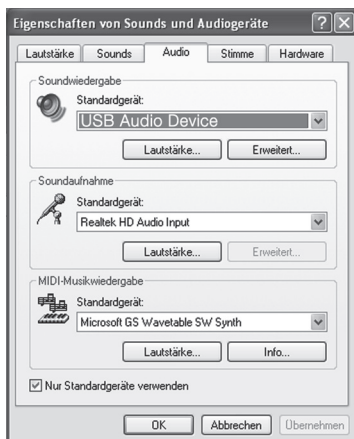 Eigenschaften von Sounds und Audiogeräte
Lautstärke Sounds Audio Stimme Hardware
Soundwiedergabe
Standardgerät:
USB Audio Device
Lautstärke... Erweitert...
Soundaufnahme
Standardgerät:
Realtek HD Audio Input
Lautstärke... Erweitert...
MIDI-Musikwiedergabe
Standardgerät:
Microsoft GS Wavetable SW Synth
Lautstärke... Info...
Nur Standardgeräte verwenden
OK Abbrechen Übernehmen